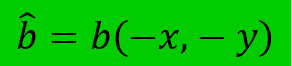 b̂ = b(−x, − y)